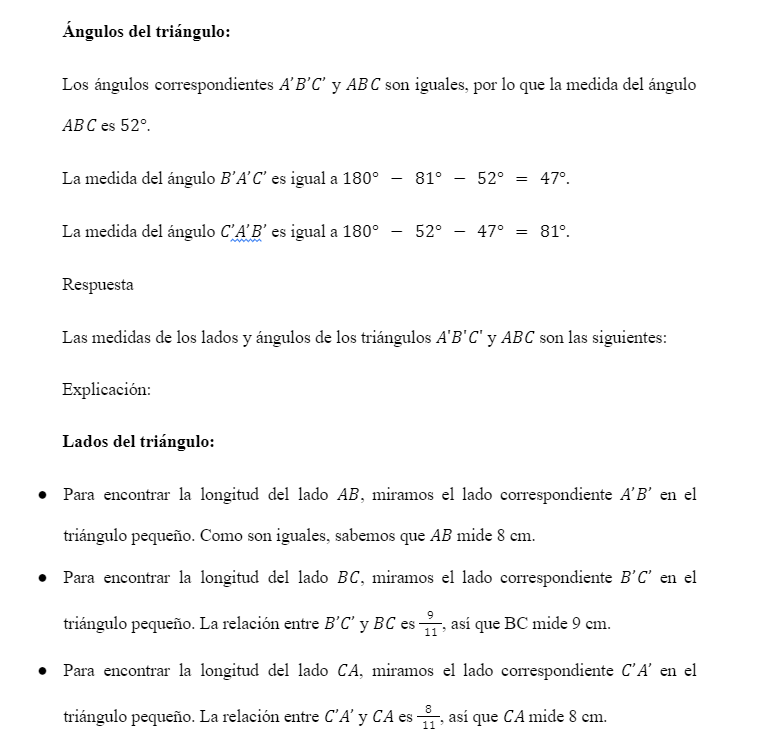 Ángulos del triángulo:
Los ángulos correspondientes A'B'C' y ABC son iguales, por lo que la medida del ángulo
ABC es 52°.
La medida del ángulo B'A'C' es igual a 180° − 81° − 52° = 47°.
La medida del ángulo C'A'B' es igual a 180° − 52° − 47° = 81°.
Respuesta
Las medidas de los lados y ángulos de los triángulos A'B'C' y ABC son las siguientes:
Explicación:
Lados del triángulo:
● Para encontrar la longitud del lado AB, miramos el lado correspondiente A'B' en el
triángulo pequeño. Como son iguales, sabemos que AB mide 8 cm.
● Para encontrar la longitud del lado BC, miramos el lado correspondiente B'C' en el
triángulo pequeño. La relación entre B'C' y BC es 9/11, así que BC mide 9 cm.
● Para encontrar la longitud del lado CA, miramos el lado correspondiente C'A' en el
triángulo pequeño. La relación entre C'A' y CA es 8/11, así que CA mide 8 cm.